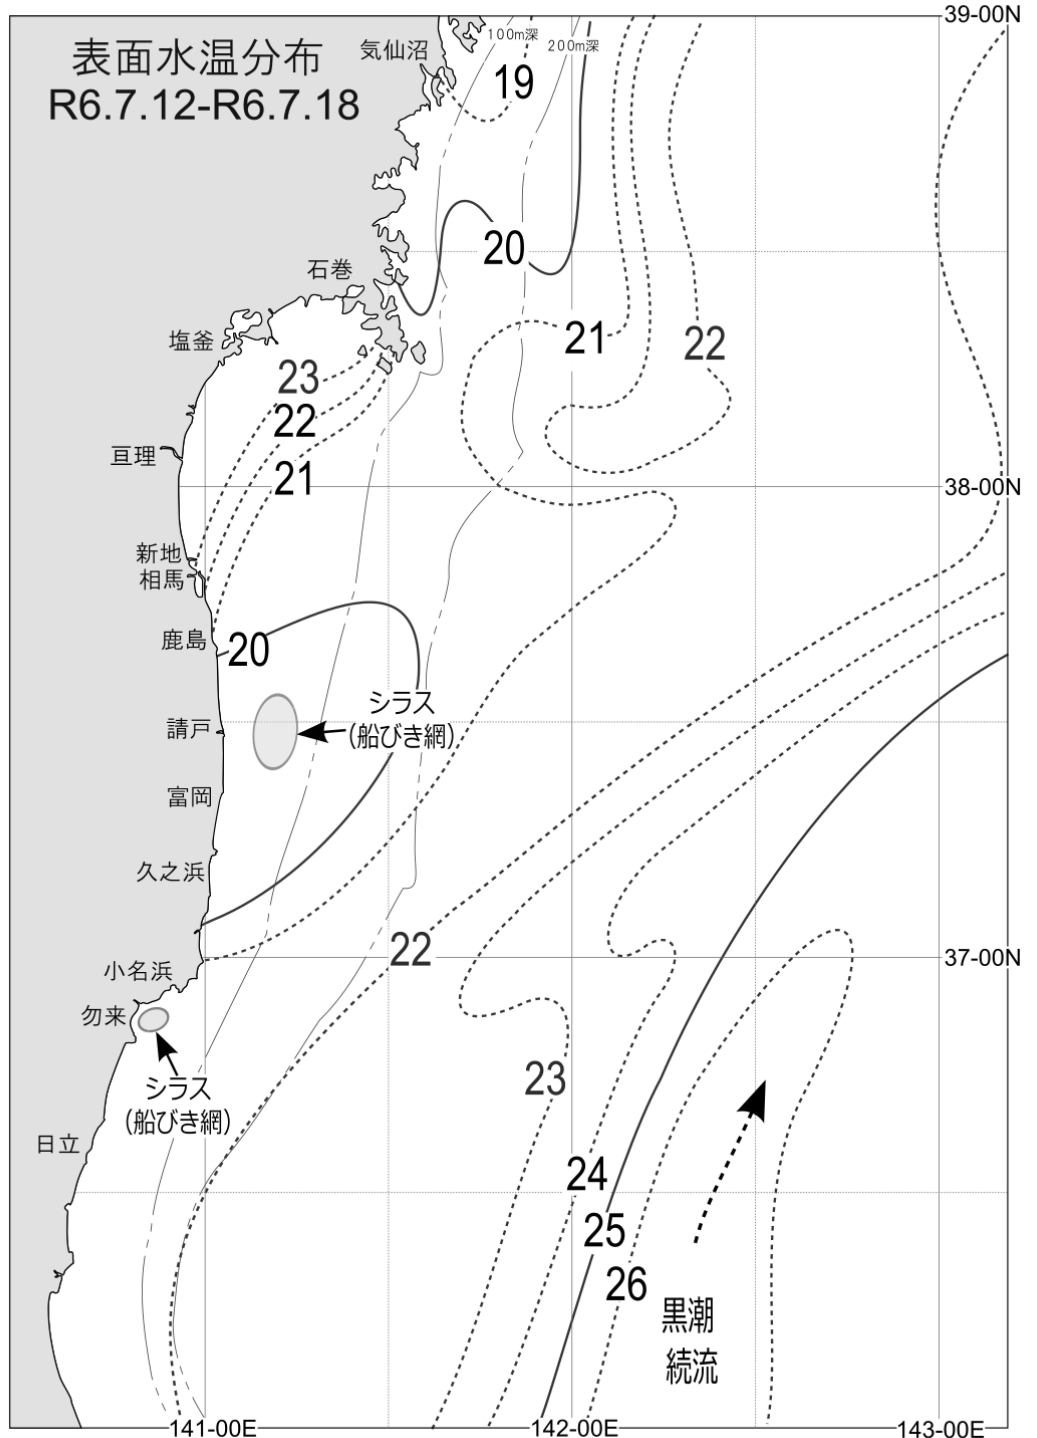 39-00N
表面水温分布
R6.7.12-R6.7.18
気仙沼
100m深
200m深
19
20
石巻
塩釜
21
22
23
22
21
亘理
38-00N
新地
相馬
鹿島
20
請戸
シラス
（船びき網）
富岡
久之浜
22
37-00N
小名浜
勿来
シラス
（船びき網）
23
日立
24
25
26
黒潮
続流
141-00E
142-00E
143-00E